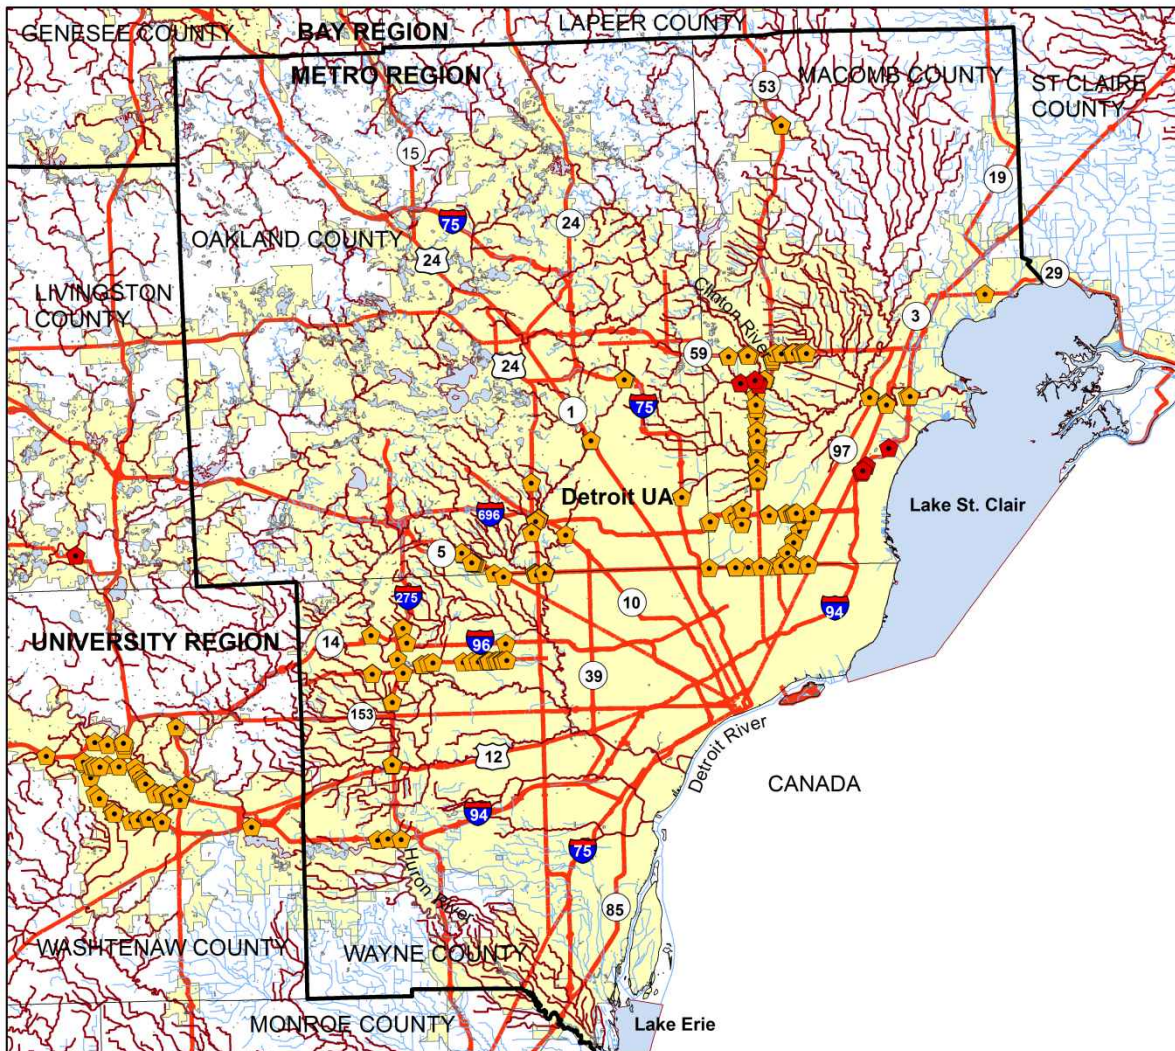 GENESEE COUNTY
BAY REGION
LAPEER COUNTY
METRO REGION
MACOMB COUNTY
ST CLAIRE
COUNTY
53
15
19
24
75
OAKLAND COUNTY
24
29
LIVINGSTON
COUNTY
Clinton River
3
59
24
75
1
97
Detroit UA
Lake St. Clair
696
5
275
10
94
UNIVERSITY REGION
14
96
39
153
Detroit River
12
CANADA
94
75
Huron River
85
WASHTENAW COUNTY
WAYNE COUNTY
MONROE COUNTY
Lake Erie